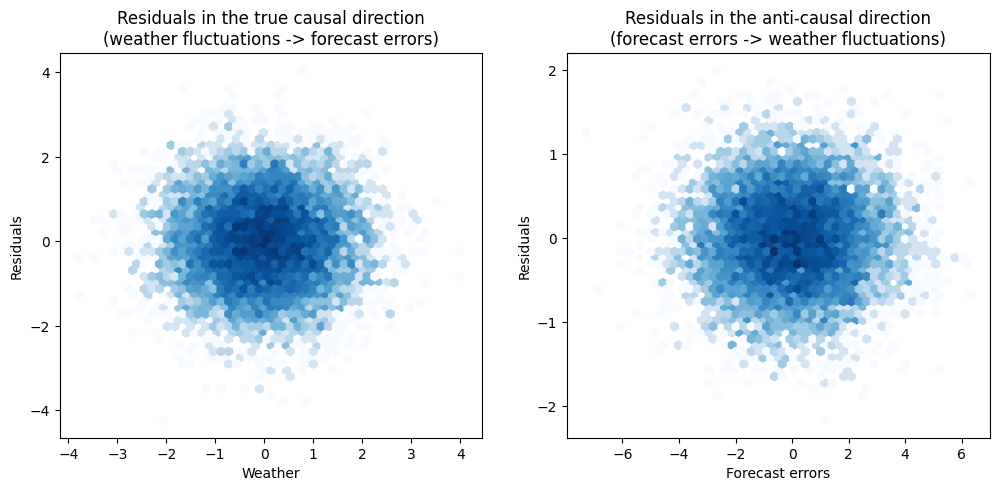 Residuals in the true causal direction
(weather fluctuations -> forecast errors)
4
2
0
−2
−4
Residuals
−4 −3 −2 −1 0 1 2 3 4
Weather
Residuals in the anti-causal direction
(forecast errors -> weather fluctuations)
2
1
0
−1
−2
Residuals
−6 −4 −2 0 2 4 6
Forecast errors